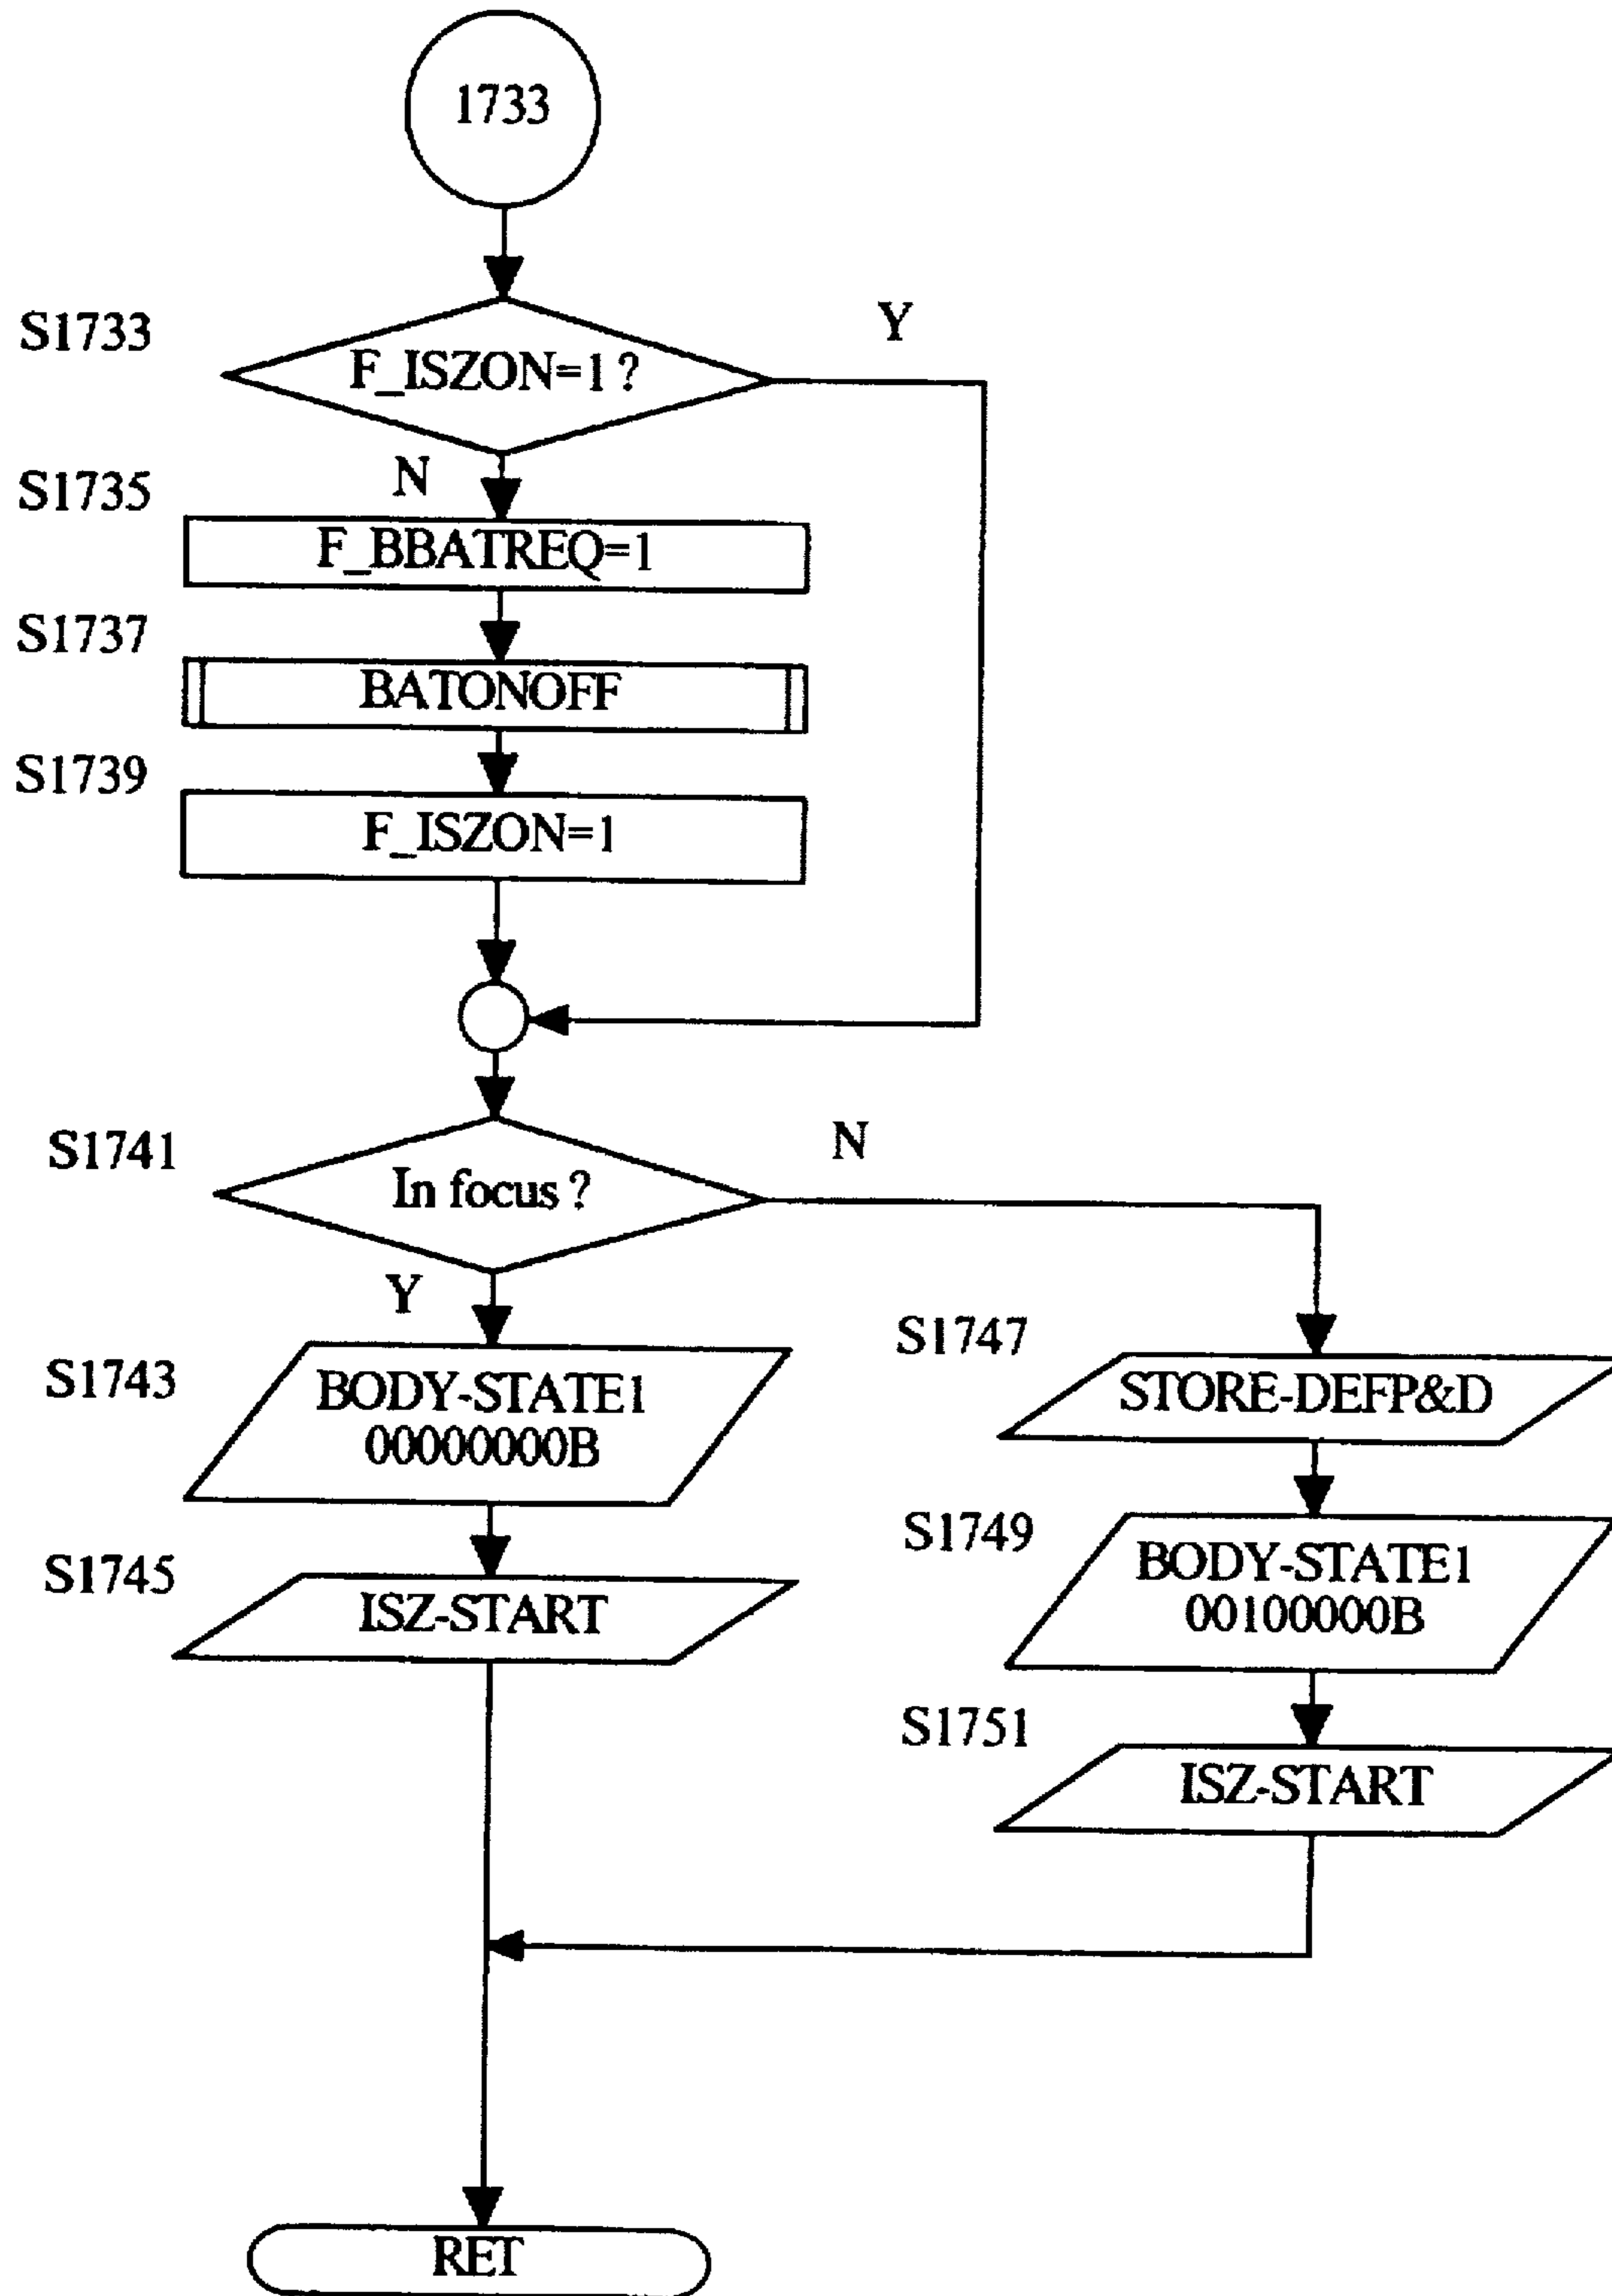 1733
S1733
F_ISZON=1 ?
Y
N
S1735
F_BBATREQ=1
S1737
BATONOFF
S1739
F_ISZON=1
S1741
In focus ?
N
Y
S1743
BODY-STATE1
00000000B
S1745
ISZ-START
S1747
STORE-DEFP&D
S1749
BODY-STATE1
00100000B
S1751
ISZ-START
RET